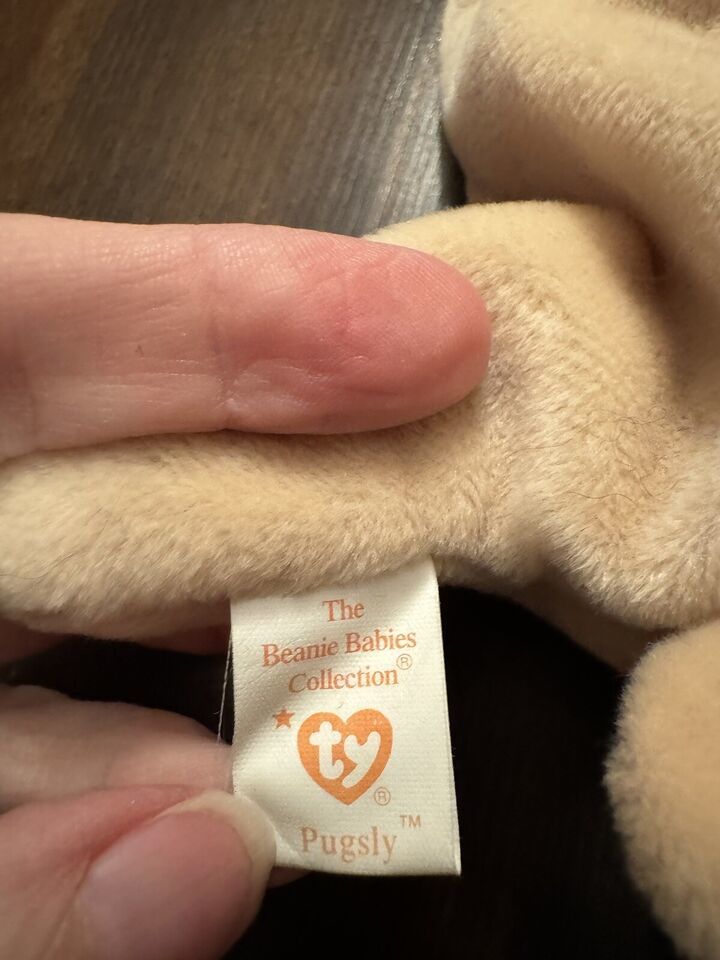 The
Beanie Babies
Collection®
ty
®
Pugsly™